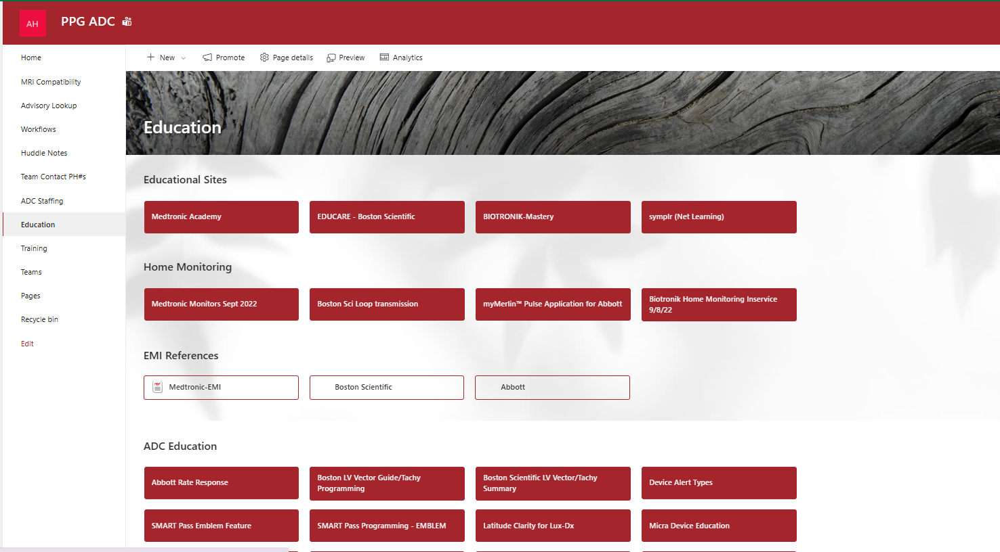 AH
PPG ADC
Home
MRI Compatibility
Advisory Lookup
Workflows
Huddle Notes
Team Contact PH#s
ADC Staffing
Education
Training
Teams
Pages
Recycle bin
Edit
New
Promote
Page details
Preview
Analytics
Education
Educational Sites
Medtronic Academy
EDUCARE - Boston Scientific
BIOTRONIK-Mastery
symplr (Net Learning)
Home Monitoring
Medtronic Monitors Sept 2022
Boston Sci Loop transmission
myMerlin™ Pulse Application for Abbott
Biotronik Home Monitoring Inservice
9/8/22
EMI References
PDF
Medtronic-EMI
Boston Scientific
Abbott
ADC Education
Abbott Rate Response
Boston LV Vector Guide/Tachy
Programming
Boston Scientific LV Vector/Tachy
Summary
Device Alert Types
SMART Pass Emblem Feature
SMART Pass Programming - EMBLEM
Latitude Clarity for Lux-Dx
Micra Device Education